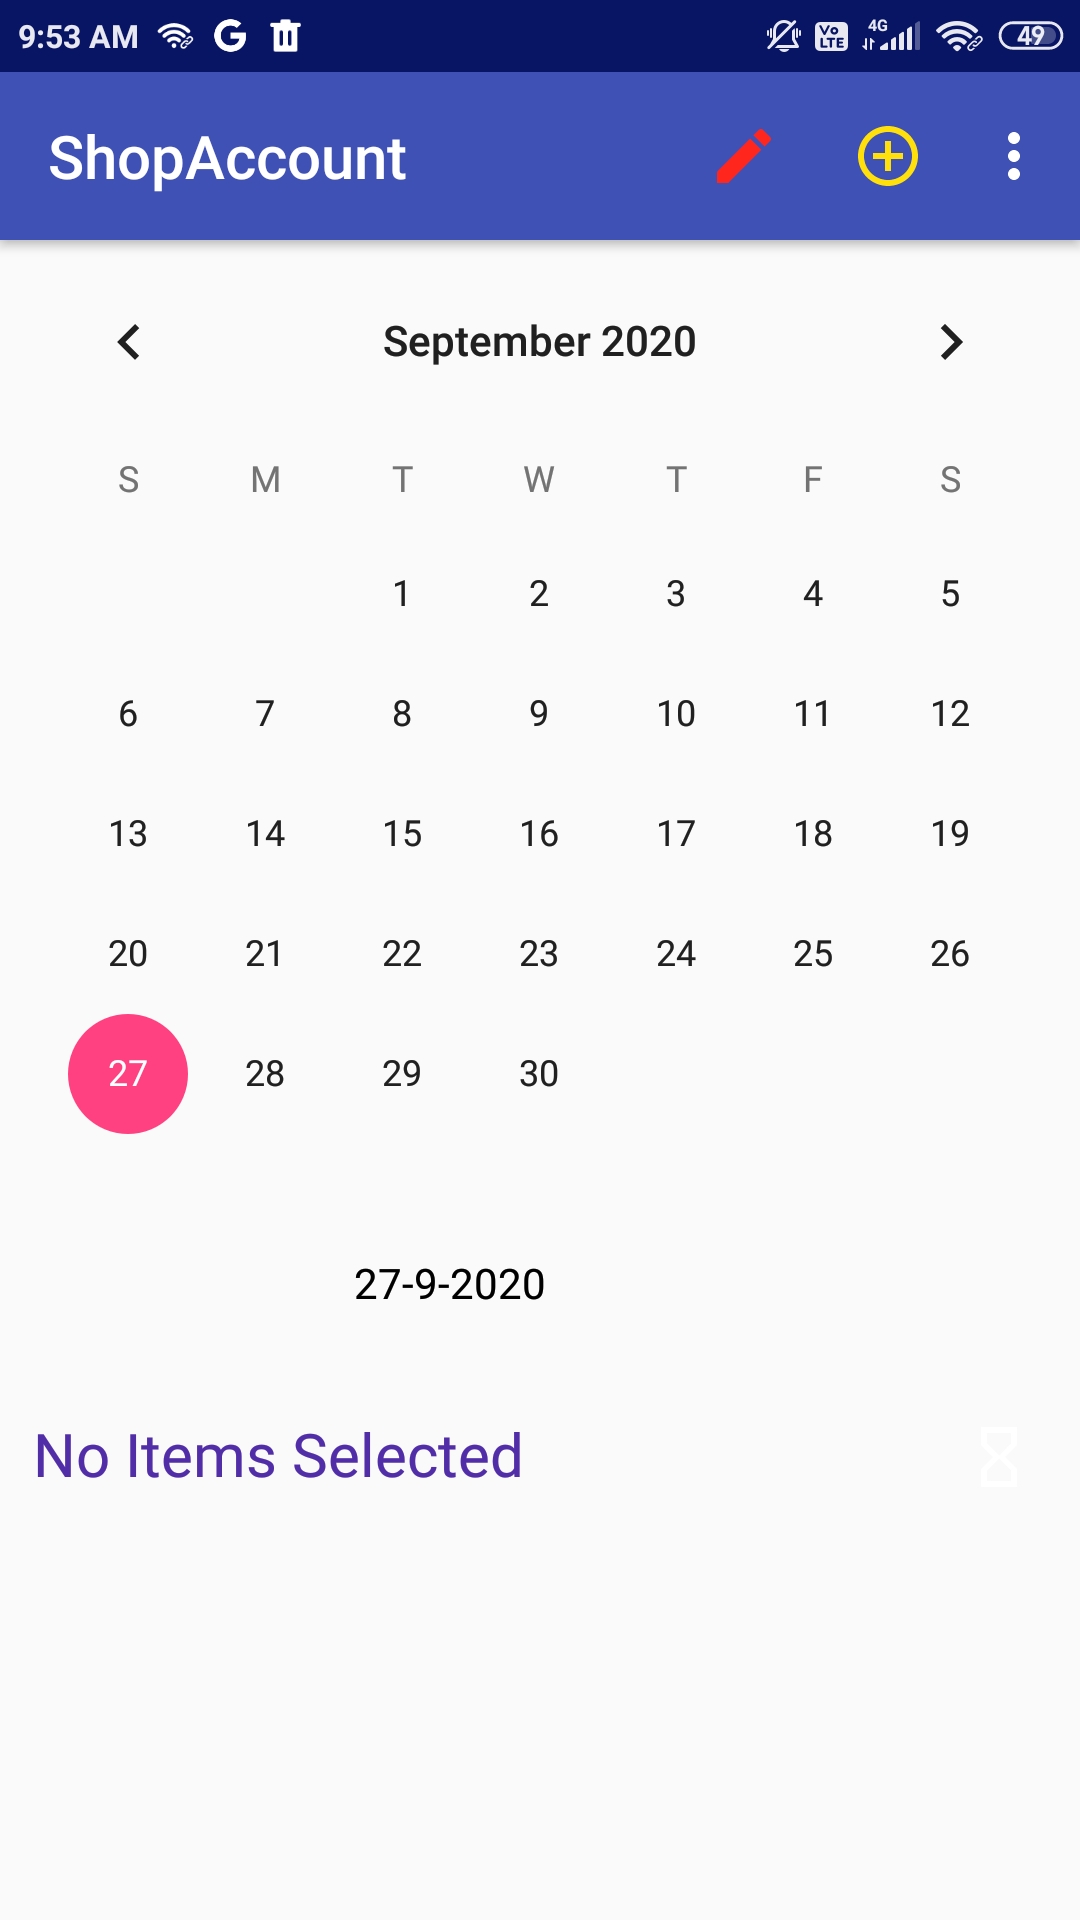 9:53 AM G Vo LTE 4G 49
ShopAccount
September 2020
S M T W T F S
1 2 3 4 5
6 7 8 9 10 11 12
13 14 15 16 17 18 19
20 21 22 23 24 25 26
27 28 29 30
27-9-2020
No Items Selected